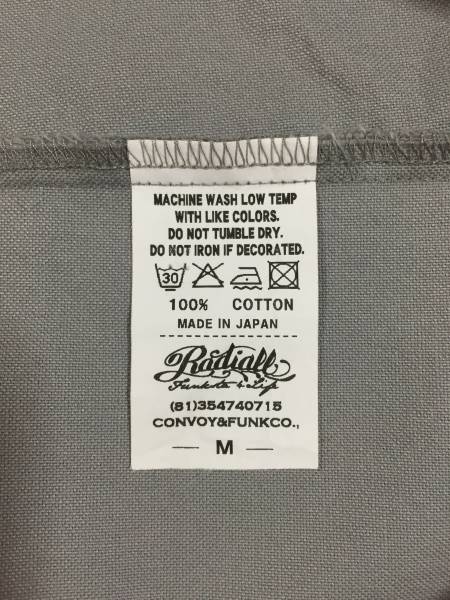 MACHINE WASH LOW TEMP
WITH LIKE COLORS.
DO NOT TUMBLE DRY.
DO NOT IRON IF DECORATED.
30
100% COTTON
MADE IN JAPAN
Radiall
(81)354740715
CONVOY&FUNKCO.,
— M —